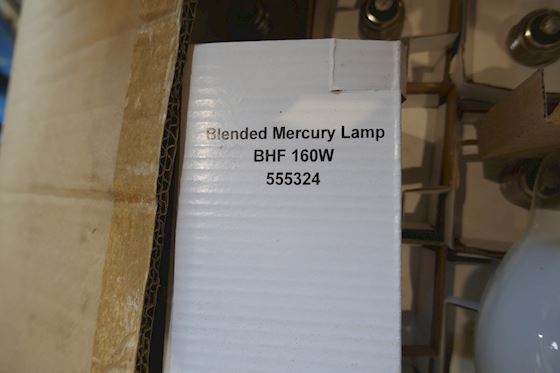 Blended Mercury Lamp
BHF 160W
555324